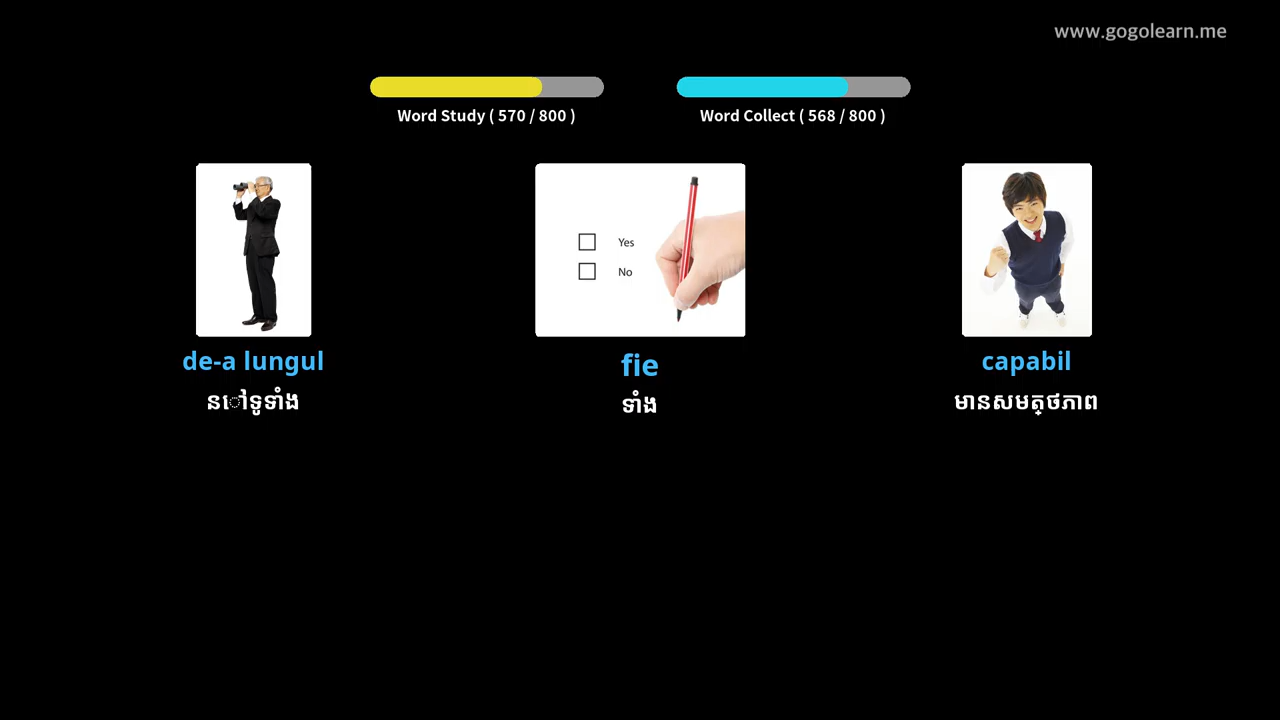 www.gogolearn.me
Word Study ( 570 / 800 )
Word Collect ( 568 / 800 )
Yes
No
de-a lungul
fie
capabil
នៅទូទាំង
ទាំង
មានសមត្ថភាព